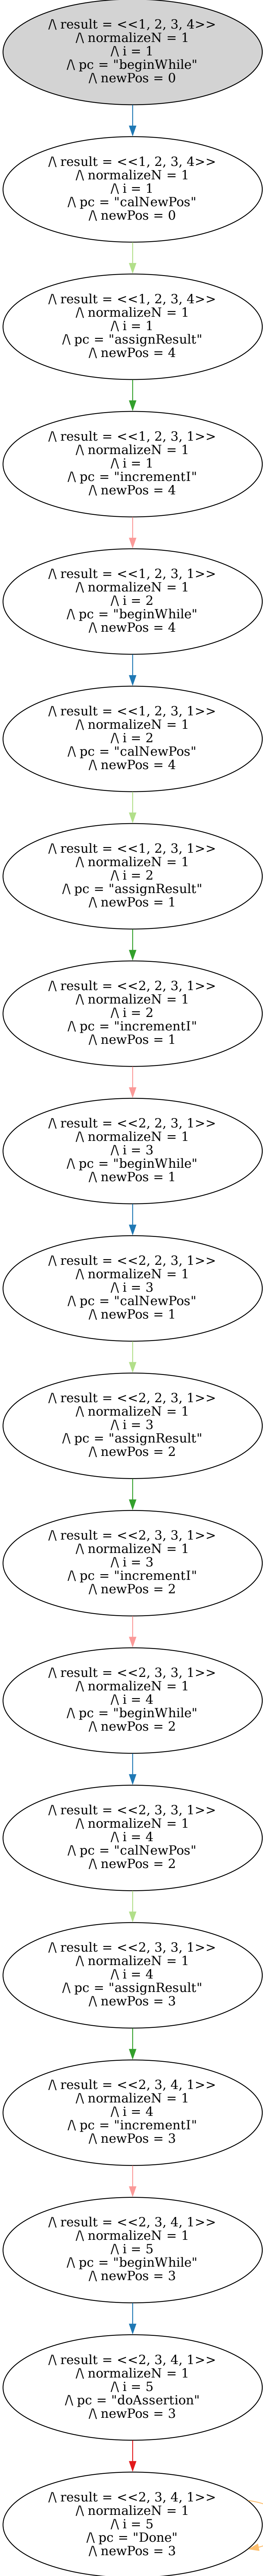 /\ result = <<1, 2, 3, 4>>
/\ normalizeN = 1
/\ i = 1
/\ pc = "beginWhile"
/\ newPos = 0
/\ result = <<1, 2, 3, 4>>
/\ normalizeN = 1
/\ i = 1
/\ pc = "calNewPos"
/\ newPos = 0
/\ result = <<1, 2, 3, 4>>
/\ normalizeN = 1
/\ i = 1
/\ pc = "assignResult"
/\ newPos = 4
/\ result = <<1, 2, 3, 1>>
/\ normalizeN = 1
/\ i = 1
/\ pc = "incrementI"
/\ newPos = 4
/\ result = <<1, 2, 3, 1>>
/\ normalizeN = 1
/\ i = 2
/\ pc = "beginWhile"
/\ newPos = 4
/\ result = <<1, 2, 3, 1>>
/\ normalizeN = 1
/\ i = 2
/\ pc = "calNewPos"
/\ newPos = 4
/\ result = <<1, 2, 3, 1>>
/\ normalizeN = 1
/\ i = 2
/\ pc = "assignResult"
/\ newPos = 1
/\ result = <<2, 2, 3, 1>>
/\ normalizeN = 1
/\ i = 2
/\ pc = "incrementI"
/\ newPos = 1
/\ result = <<2, 2, 3, 1>>
/\ normalizeN = 1
/\ i = 3
/\ pc = "beginWhile"
/\ newPos = 1
/\ result = <<2, 2, 3, 1>>
/\ normalizeN = 1
/\ i = 3
/\ pc = "calNewPos"
/\ newPos = 1
/\ result = <<2, 2, 3, 1>>
/\ normalizeN = 1
/\ i = 3
/\ pc = "assignResult"
/\ newPos = 2
/\ result = <<2, 3, 3, 1>>
/\ normalizeN = 1
/\ i = 3
/\ pc = "incrementI"
/\ newPos = 2
/\ result = <<2, 3, 3, 1>>
/\ normalizeN = 1
/\ i = 4
/\ pc = "beginWhile"
/\ newPos = 2
/\ result = <<2, 3, 3, 1>>
/\ normalizeN = 1
/\ i = 4
/\ pc = "calNewPos"
/\ newPos = 2
/\ result = <<2, 3, 3, 1>>
/\ normalizeN = 1
/\ i = 4
/\ pc = "assignResult"
/\ newPos = 3
/\ result = <<2, 3, 4, 1>>
/\ normalizeN = 1
/\ i = 4
/\ pc = "incrementI"
/\ newPos = 3
/\ result = <<2, 3, 4, 1>>
/\ normalizeN = 1
/\ i = 5
/\ pc = "beginWhile"
/\ newPos = 3
/\ result = <<2, 3, 4, 1>>
/\ normalizeN = 1
/\ i = 5
/\ pc = "doAssertion"
/\ newPos = 3
/\ result = <<2, 3, 4, 1>>
/\ normalizeN = 1
/\ i = 5
/\ pc = "Done"
/\ newPos = 3